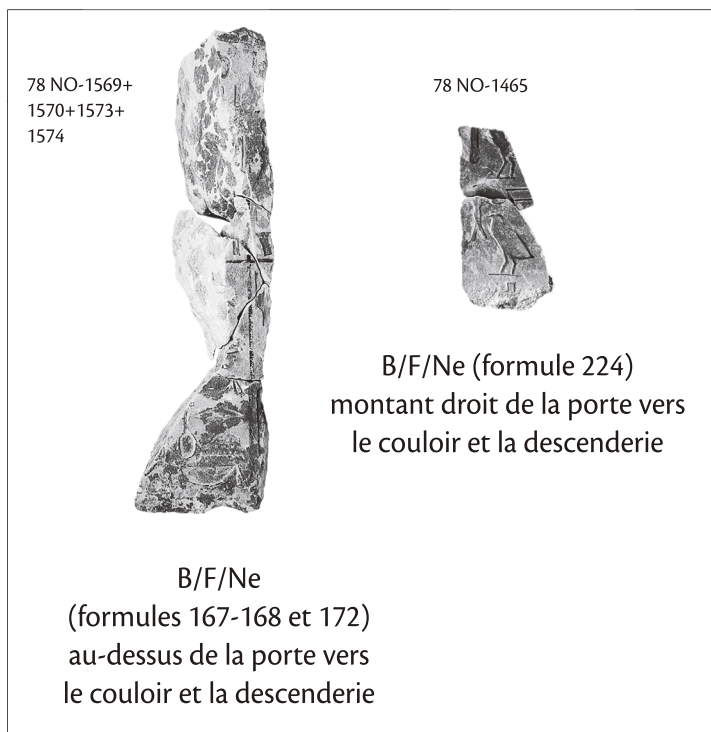 78 NO-1569+
1570+1573+
1574
78 NO-1465
B/F/Ne (formule 224)
montant droit de la porte vers
le couloir et la descenderie
B/F/Ne
(formules 167-168 et 172)
au-dessus de la porte vers
le couloir et la descenderie